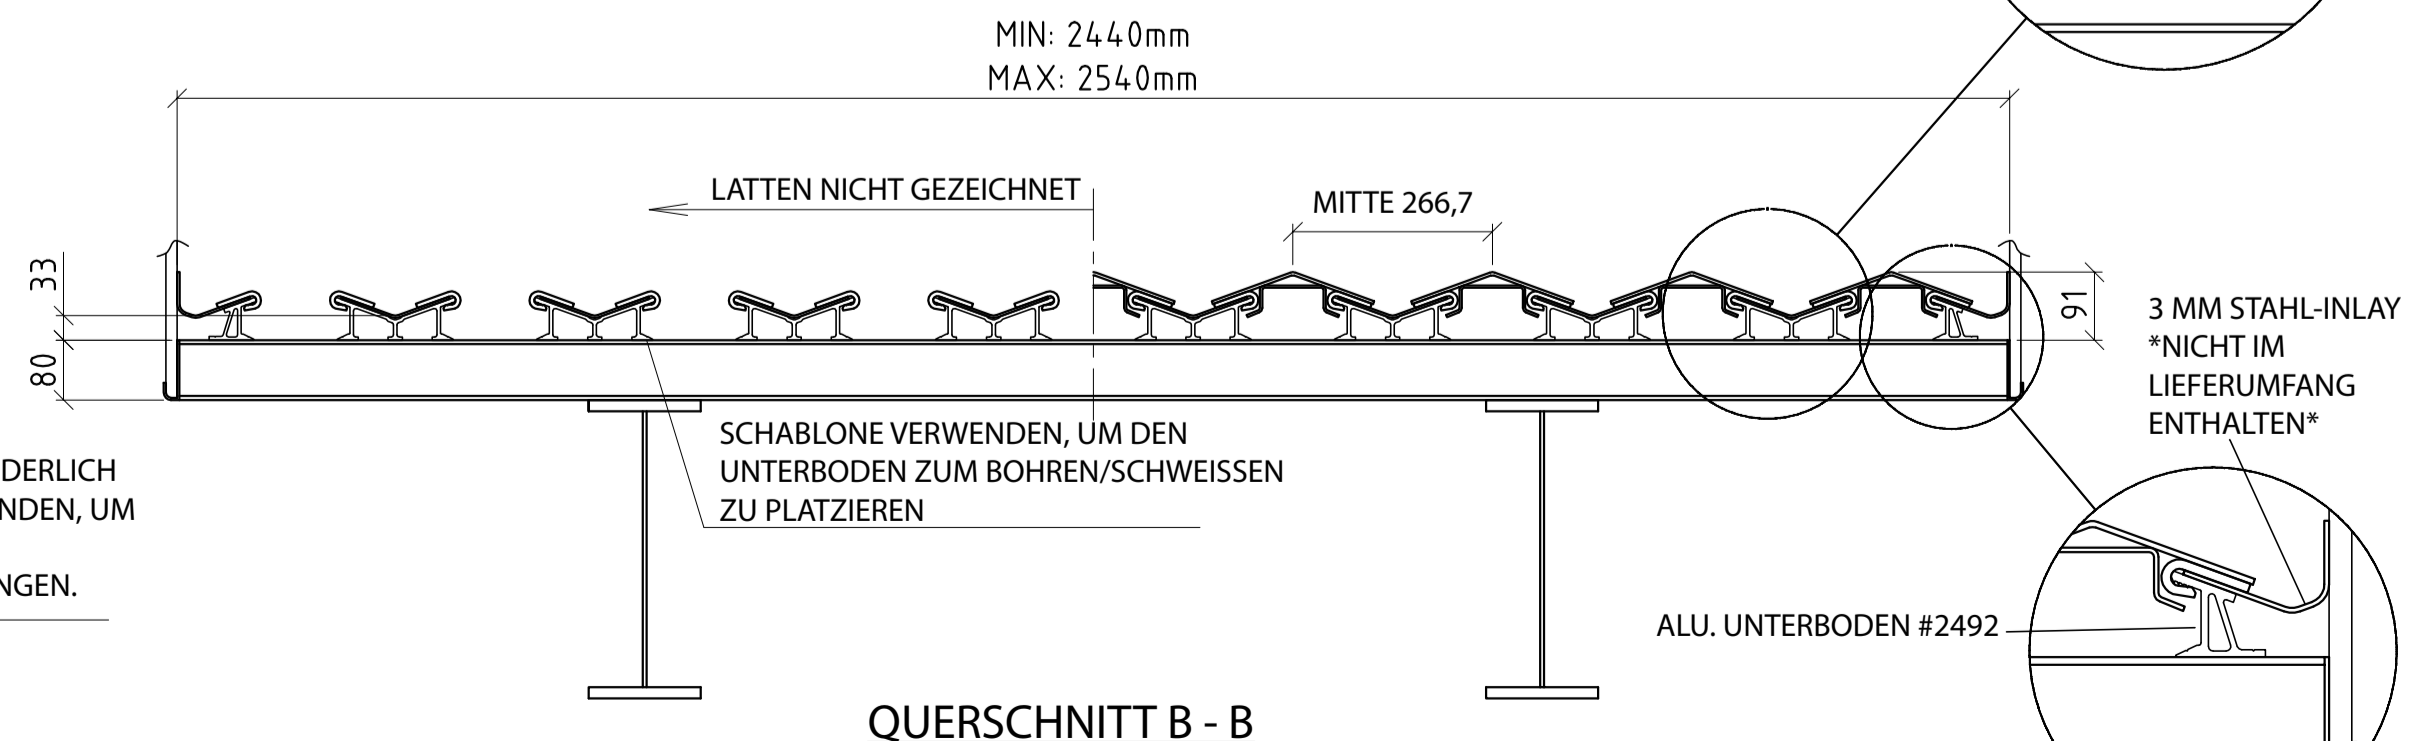 MIN: 2440mm
MAX: 2540mm
LATTEN NICHT GEZEICHNET
MITTE 266,7
33
80
91
3 MM STAHL-INLAY
*NICHT IM
LIEFERUMFANG
ENTHALTEN*
SCHABLONE VERWENDEN, UM DEN
UNTERBODEN ZUM BOHREN/SCHWEISSEN
ZU PLATZIEREN
DERLICH
NDEN, UM
NGEN.
ALU. UNTERBODEN #2492
QUERSCHNITT B - B